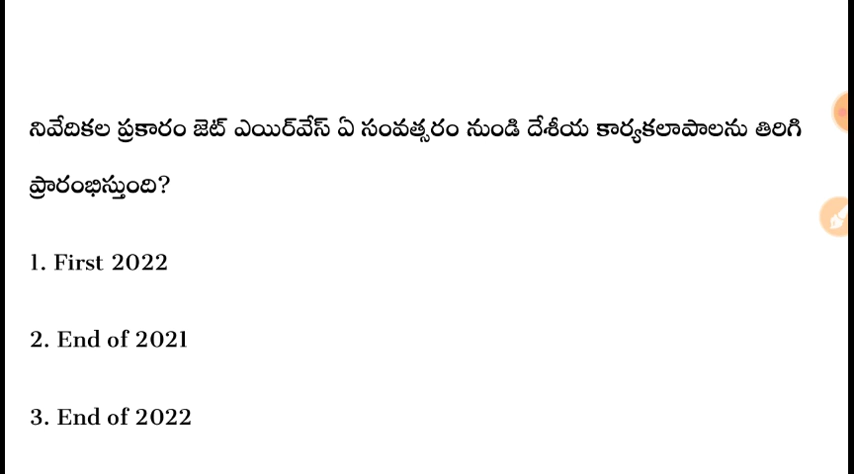 నివేదికల ప్రకారం జెట్ ఎయిర్‌వేస్ ఏ సంవత్సరం నుండి దేశీయ కార్యకలాపాలను తిరిగి
ప్రారంభిస్తుంది?
1. First 2022
2. End of 2021
3. End of 2022